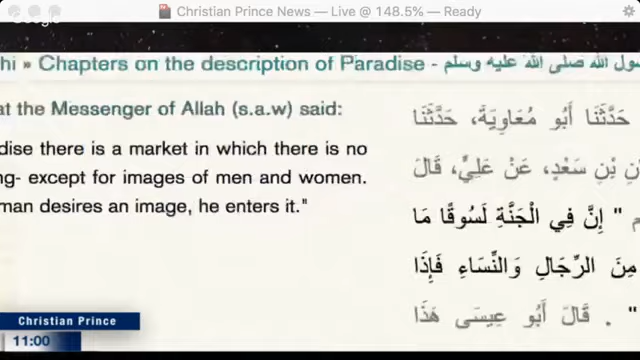 Christian Prince News — Live @ 148.5% — Ready
hi » Chapters on the description of Paradise - سول الله صلى الله عليه وسلم
at the Messenger of Allah (s.a.w) said:
dise there is a market in which there is no
ng- except for images of men and women.
man desires an image, he enters it."
حَدَّثَنَا أَبُو مُعَاوِيَةَ، حَدَّثَنَا
بْنِ سَعْدٍ، عَنْ عَلِيٍّ، قَالَ
" إِنَّ فِي الْجَنَّةِ لَسُوقًا مَا
مِنَ الرِّجَالِ وَالنِّسَاءِ فَإِذَا
" . قَالَ أَبُو عِيسَى هَذَا
Christian Prince
11:00